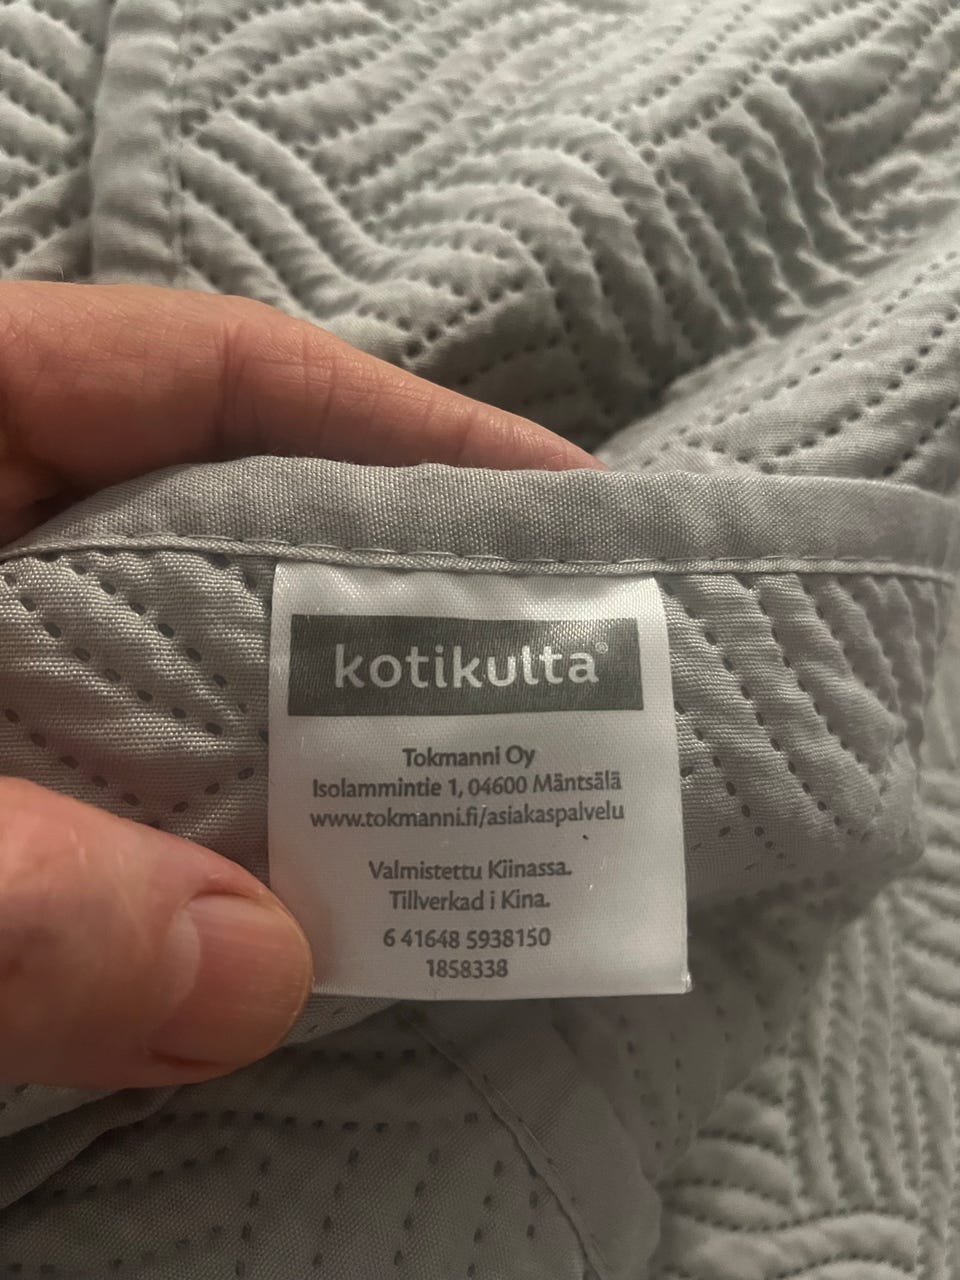 kotikulta®
Tokmanni Oy
Isolammintie 1, 04600 Mäntsälä
www.tokmanni.fi/asiakaspalvelu
Valmistettu Kiinassa.
Tillverkad i Kina.
6 41648 5938150
1858338